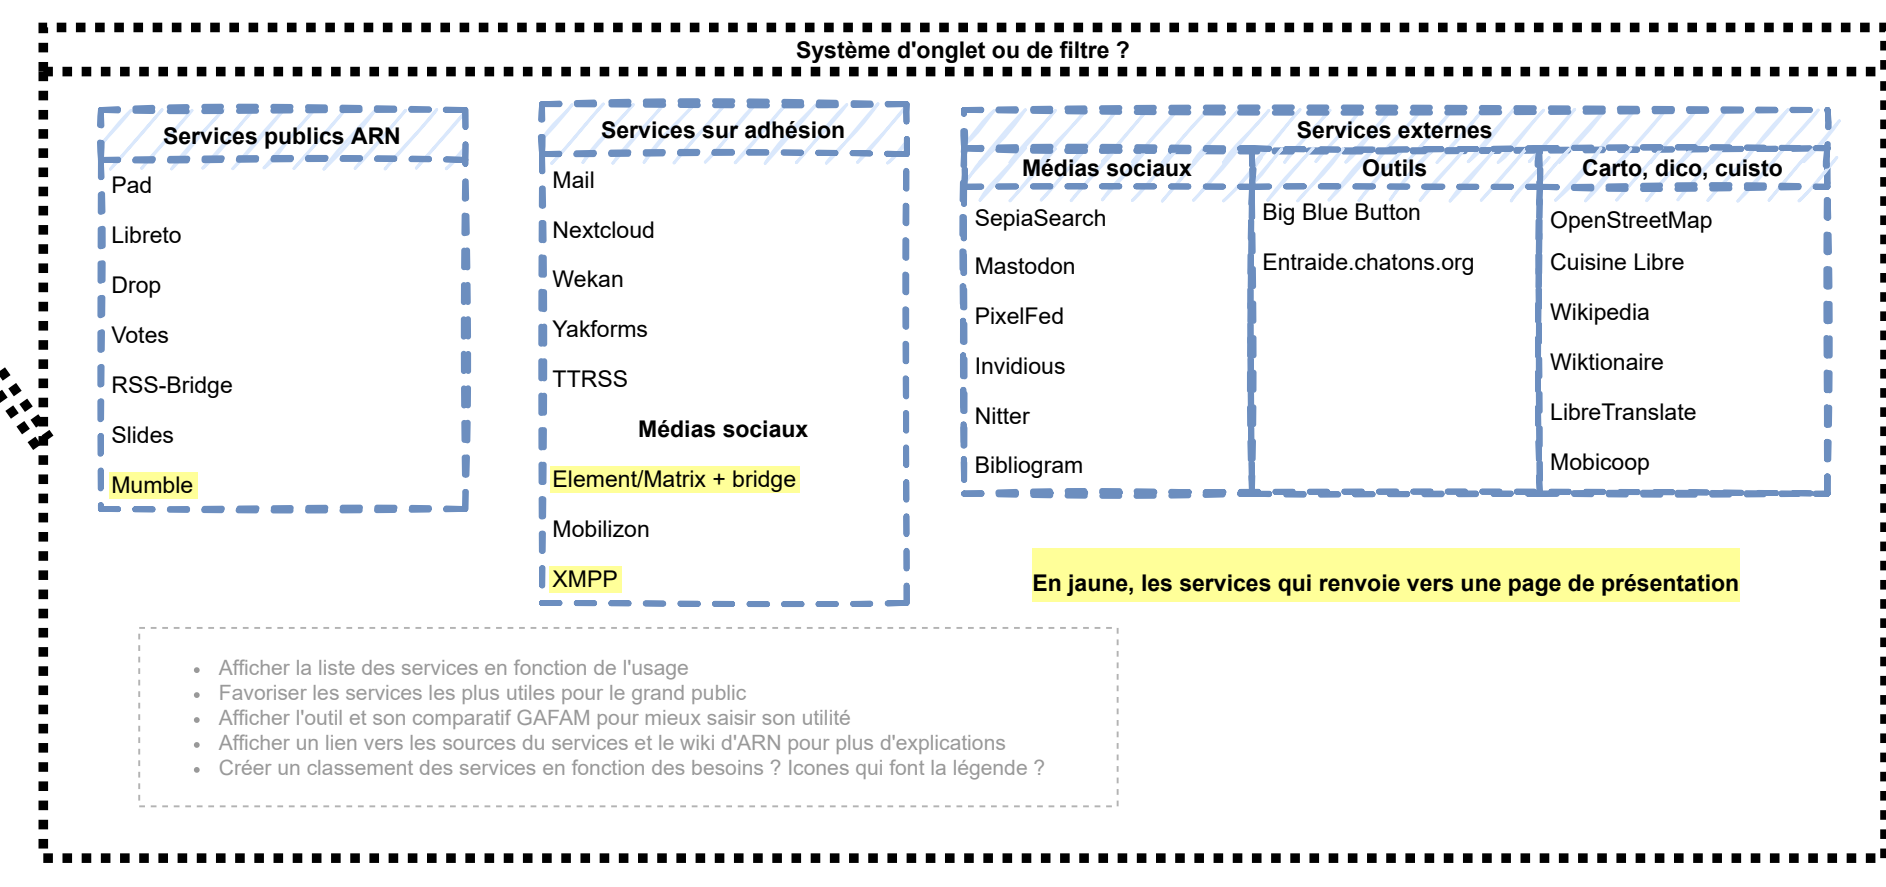 Système d'onglet ou de filtre ?
Services publics ARN
Pad
Libreto
Drop
Votes
RSS-Bridge
Slides
Mumble
Services sur adhésion
Mail
Nextcloud
Wekan
Yakforms
TTRSS
Médias sociaux
Element/Matrix + bridge
Mobilizon
XMPP
Services externes
Médias sociaux
SepiaSearch
Mastodon
PixelFed
Invidious
Nitter
Bibliogram
Outils
Big Blue Button
Entraide.chatons.org
Carto, dico, cuisto
OpenStreetMap
Cuisine Libre
Wikipedia
Wiktionaire
LibreTranslate
Mobicoop
En jaune, les services qui renvoie vers une page de présentation
• Afficher la liste des services en fonction de l'usage
• Favoriser les services les plus utiles pour le grand public
• Afficher l'outil et son comparatif GAFAM pour mieux saisir son utilité
• Afficher un lien vers les sources du services et le wiki d'ARN pour plus d'explications
• Créer un classement des services en fonction des besoins ? Icones qui font la légende ?